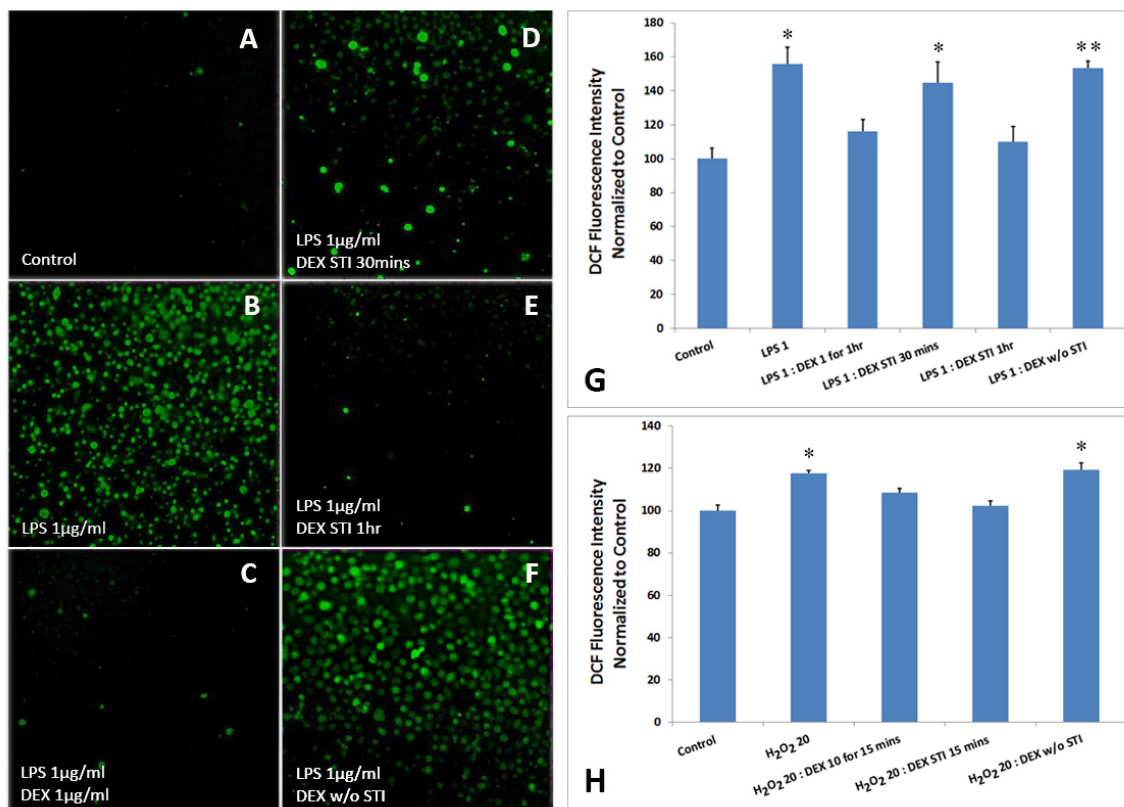 A
Control
B
LPS 1µg/ml
C
LPS 1µg/ml
DEX 1µg/ml
D
LPS 1µg/ml
DEX STI 30mins
E
LPS 1µg/ml
DEX STI 1hr
F
LPS 1µg/ml
DEX w/o STI
DCF Fluorescence Intensity
Normalized to Control
180
160
140
120
100
80
60
40
20
0
*
*
**
Control
LPS 1
LPS 1 : DEX 1 for 1hr
LPS 1 : DEX STI 30 mins
LPS 1 : DEX STI 1hr
LPS 1 : DEX w/o STI
G
DCF Fluorescence Intensity
Normalized to Control
140
120
100
80
60
40
20
0
*
*
Control
H₂O₂ 20
H₂O₂ 20 : DEX 10 for 15 mins
H₂O₂ 20 : DEX STI 15 mins
H₂O₂ 20 : DEX w/o STI
H